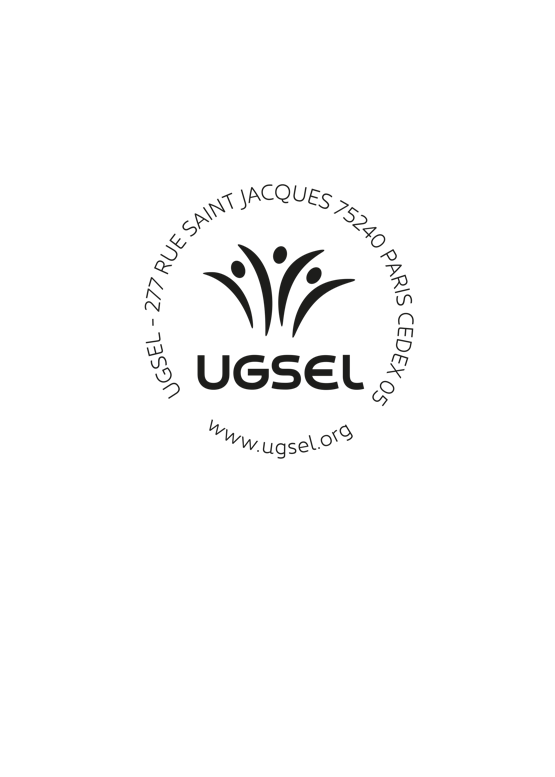 UGSEL - 277 RUE SAINT JACQUES 75240 PARIS CEDEX 05
UGSEL
www.ugsel.org